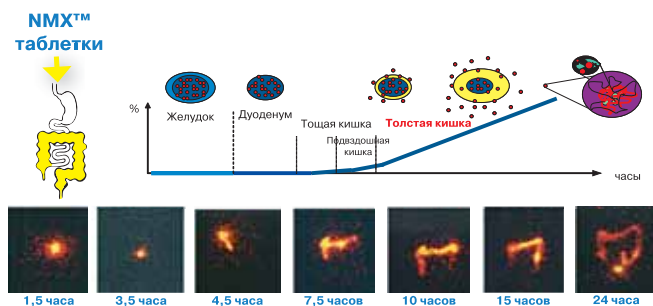 NMX™
таблетки
%
Желудок
Дуоденум
Тощая кишка
Подвздошная
кишка
Толстая кишка
часы
1,5 часа
3,5 часа
4,5 часа
7,5 часов
10 часов
15 часов
24 часа